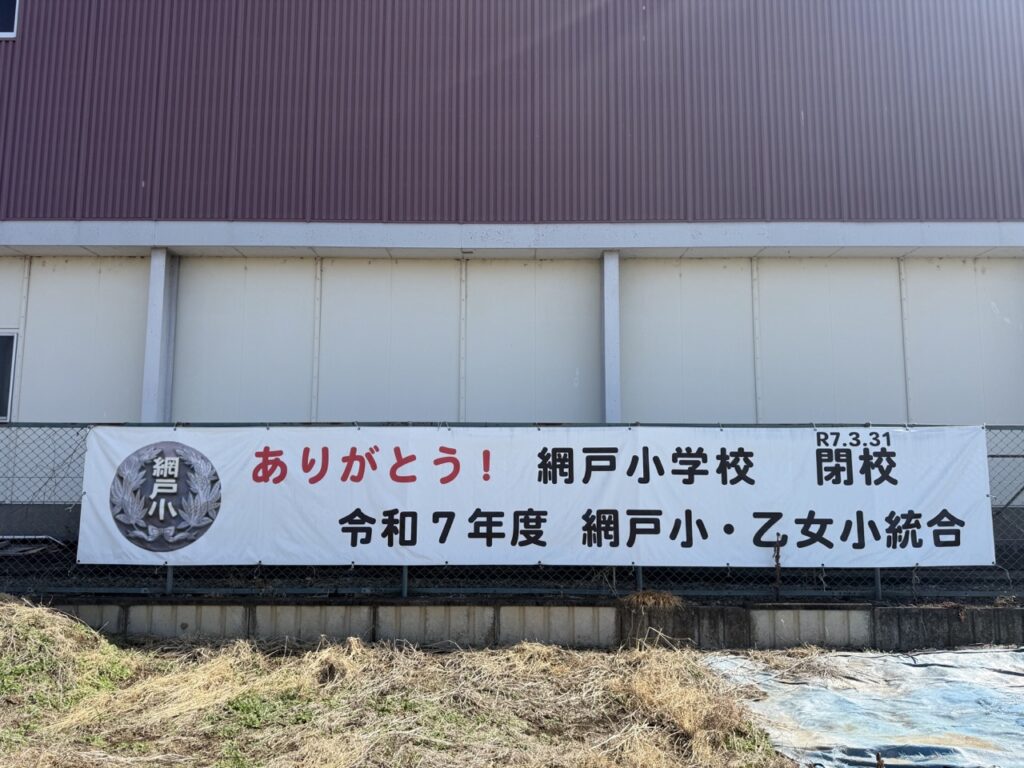 網戸小
ありがとう! 網戸小学校 R7.3.31 閉校
令和7年度 網戸小・乙女小統合